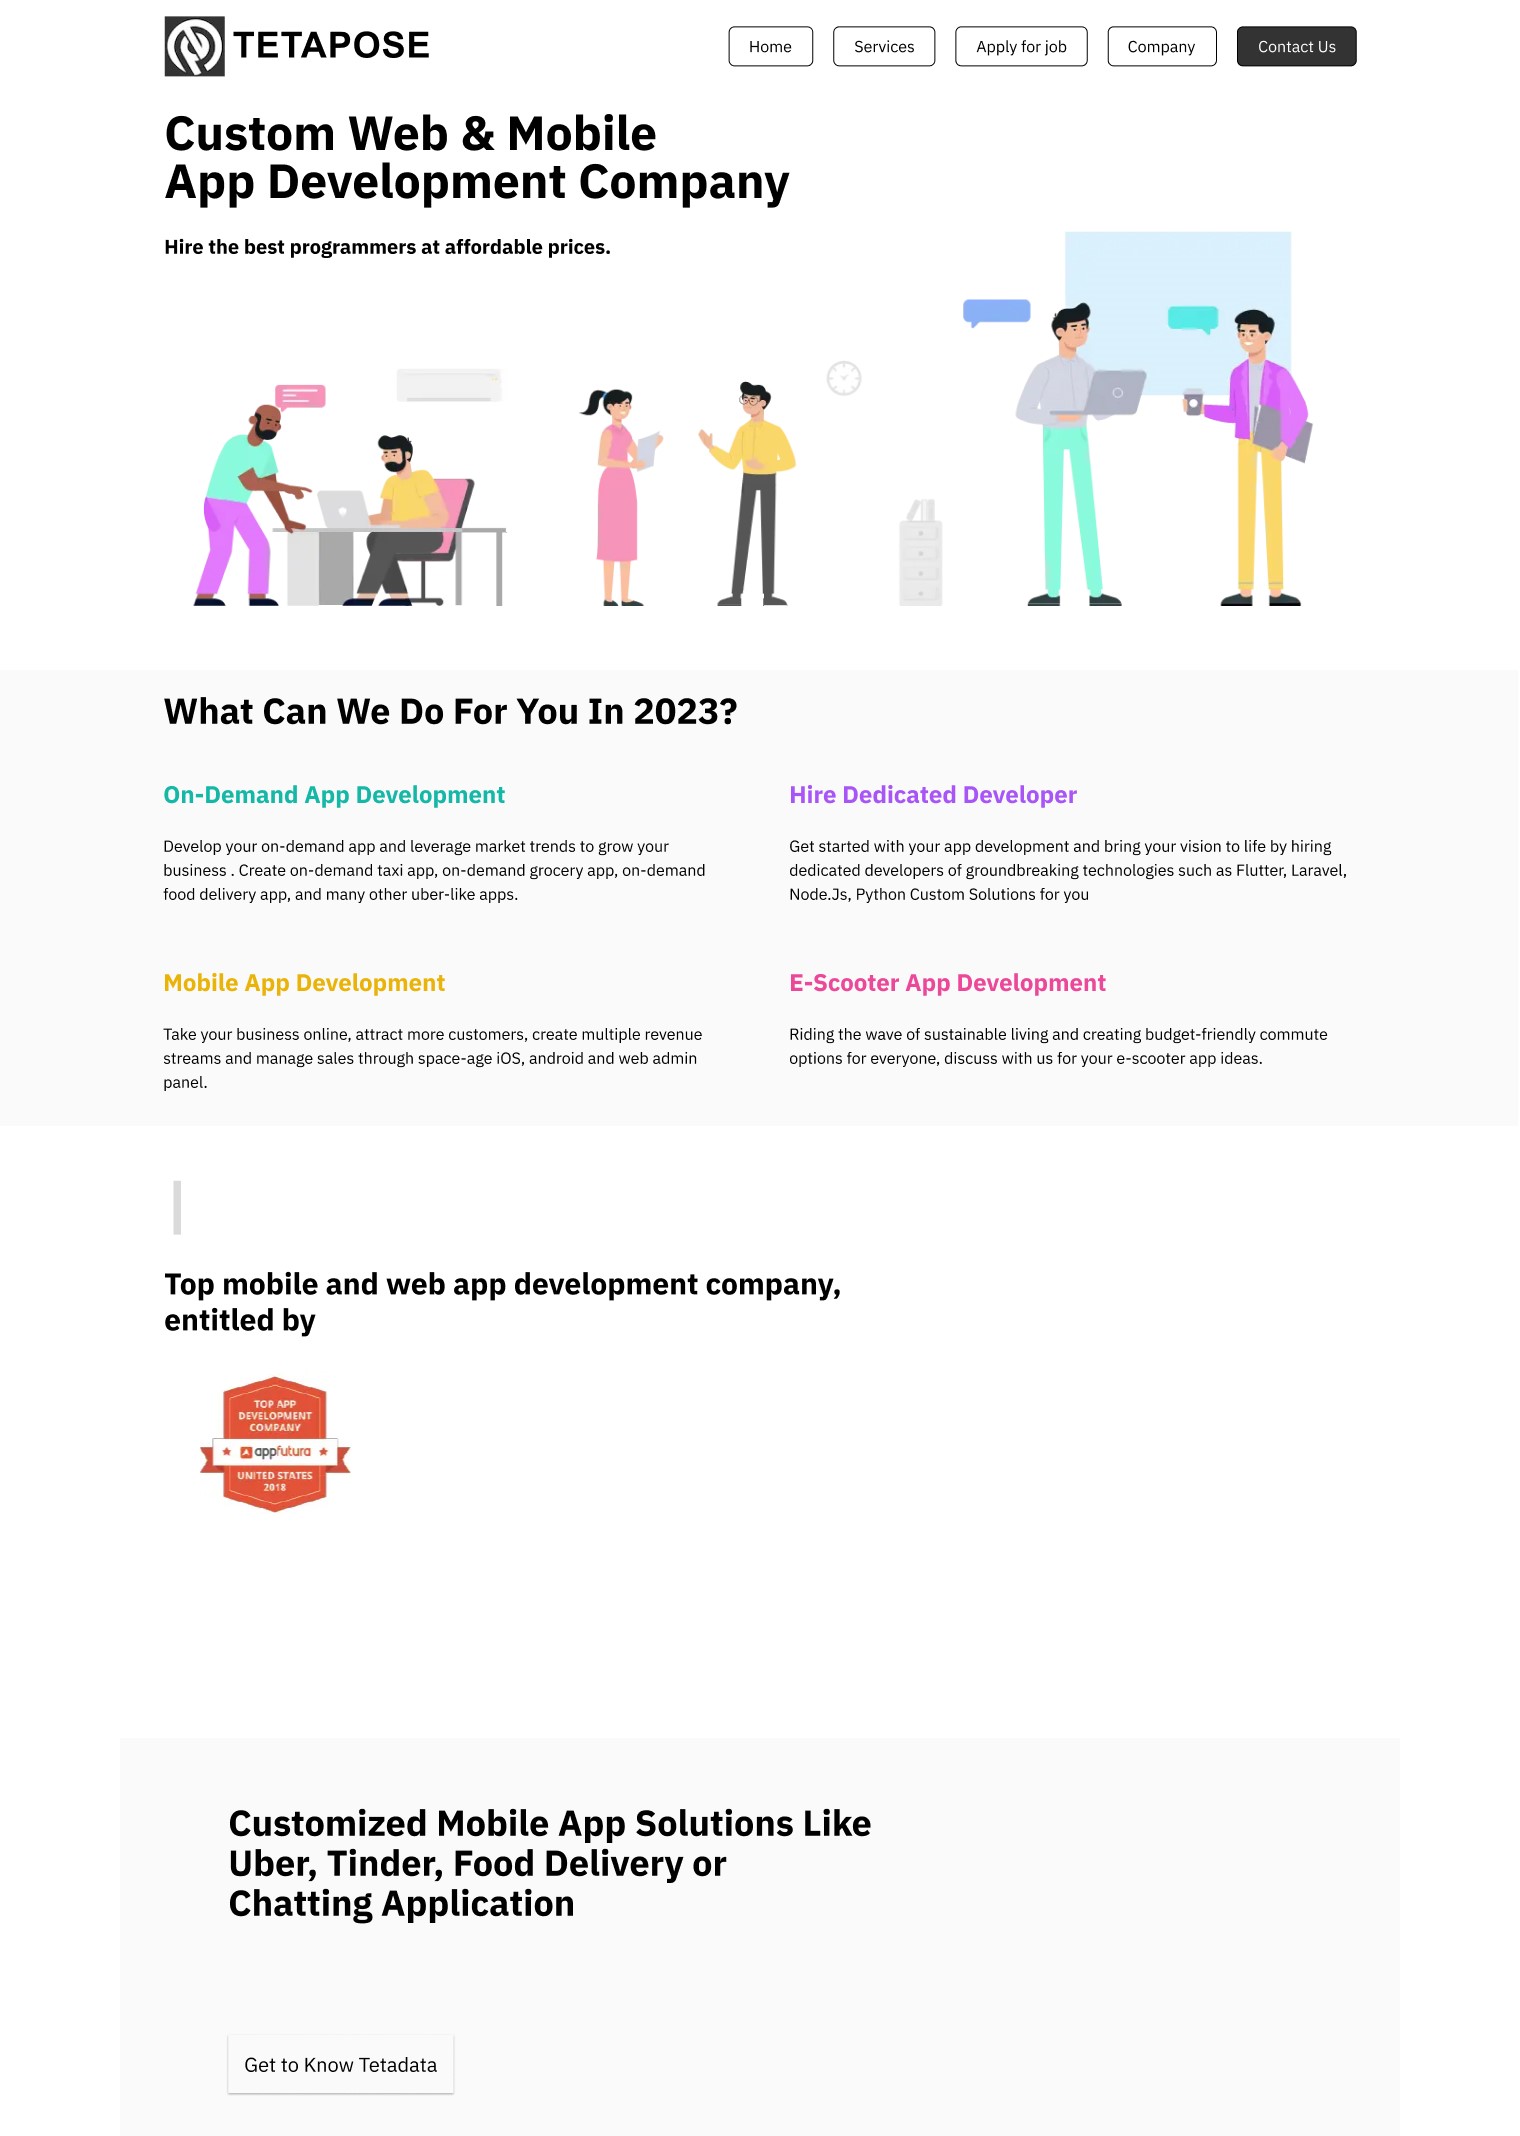 TETAPOSE
Home
Services
Apply for job
Company
Contact Us
Custom Web & Mobile
App Development Company
Hire the best programmers at affordable prices.
What Can We Do For You In 2023?
On-Demand App Development
Develop your on-demand app and leverage market trends to grow your
business . Create on-demand taxi app, on-demand grocery app, on-demand
food delivery app, and many other uber-like apps.
Hire Dedicated Developer
Get started with your app development and bring your vision to life by hiring
dedicated developers of groundbreaking technologies such as Flutter, Laravel,
Node.Js, Python Custom Solutions for you
Mobile App Development
Take your business online, attract more customers, create multiple revenue
streams and manage sales through space-age iOS, android and web admin
panel.
E-Scooter App Development
Riding the wave of sustainable living and creating budget-friendly commute
options for everyone, discuss with us for your e-scooter app ideas.
Top mobile and web app development company,
entitled by
TOP APP
DEVELOPMENT
COMPANY
appfutura
UNITED STATES
2018
Customized Mobile App Solutions Like
Uber, Tinder, Food Delivery or
Chatting Application
Get to Know Tetadata